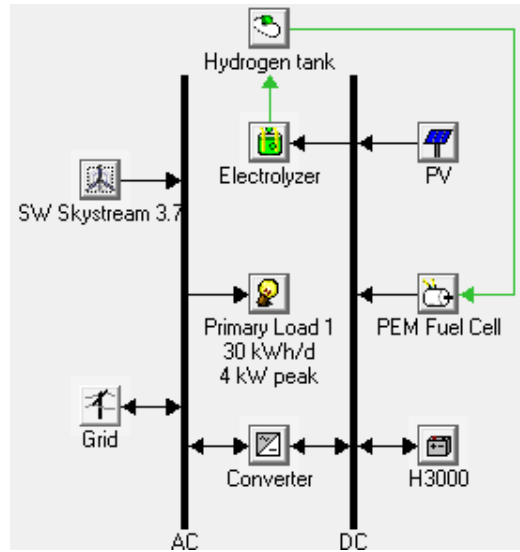 Hydrogen tank
Electrolyzer
PV
SW Skystream 3.7
Primary Load 1
30 kWh/d
4 kW peak
PEM Fuel Cell
Grid
Converter
H3000
AC
DC